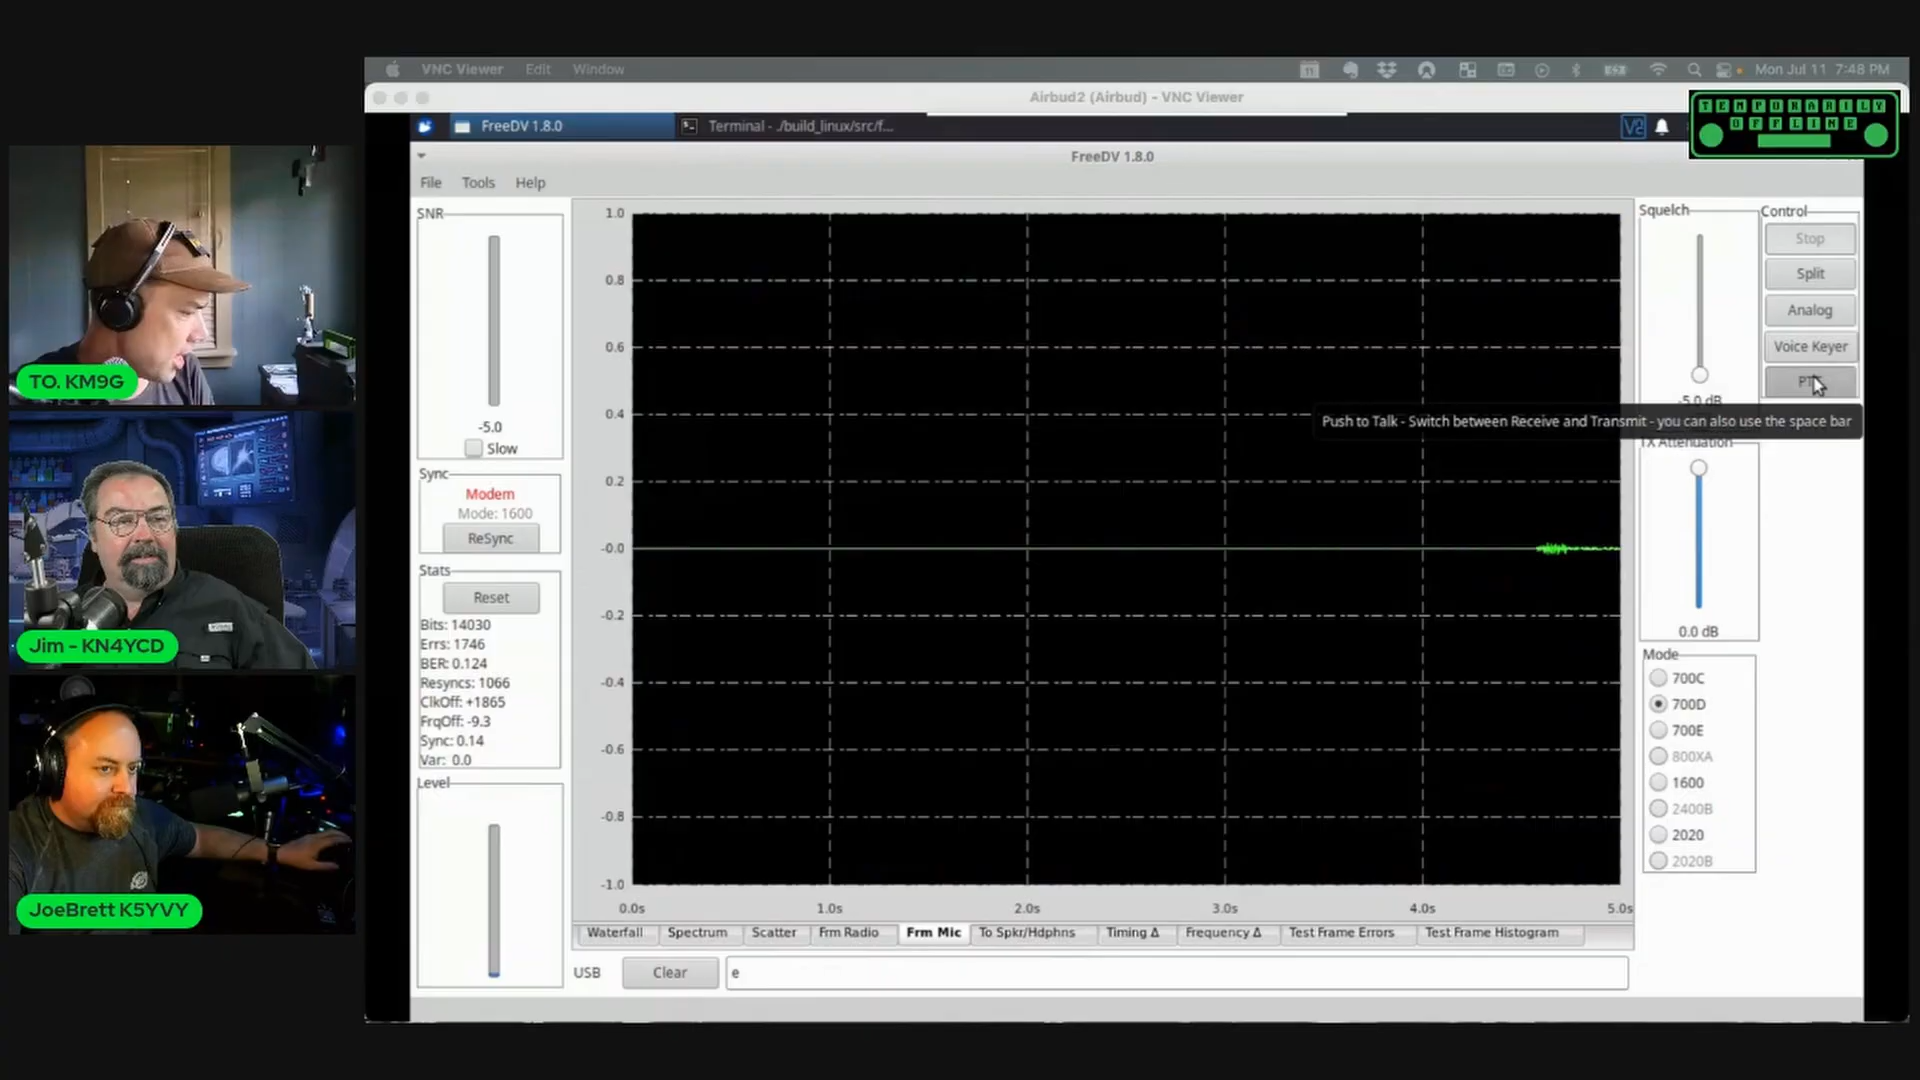 VNC Viewer Edit Window Mon Jul 11 7:48 PM
Airbud2 (Airbud) - VNC Viewer
TEMPORARILY
OFFLINE
FreeDV 1.8.0
Terminal - ./build_linux/src/f...
FreeDV 1.8.0
File Tools Help
SNR
-5.0
Slow
Sync
Modem
Mode: 1600
ReSync
Stats
Reset
Bits: 14030
Errs: 1746
BER: 0.124
Resyncs: 1066
ClkOff: +1865
FrqOff: -9.3
Sync: 0.14
Var: 0.0
Level
1.0
0.8
0.6
0.4
0.2
-0.0
-0.2
-0.4
-0.6
-0.8
-1.0
0.0s 1.0s 2.0s 3.0s 4.0s 5.0s
Waterfall Spectrum Scatter Frm Radio Frm Mic To Spkr/Hdphns Timing Δ Frequency Δ Test Frame Errors Test Frame Histogram
USB Clear e
Squelch
-5.0 dB
Control
Stop
Split
Analog
Voice Keyer
Push to Talk - Switch between Receive and Transmit - you can also use the space bar
TX Attenuation
0.0 dB
Mode
700C
700D
700E
800XA
1600
2400B
2020
2020B
TO. KM9G
Jim - KN4YCD
JoeBrett K5YVY